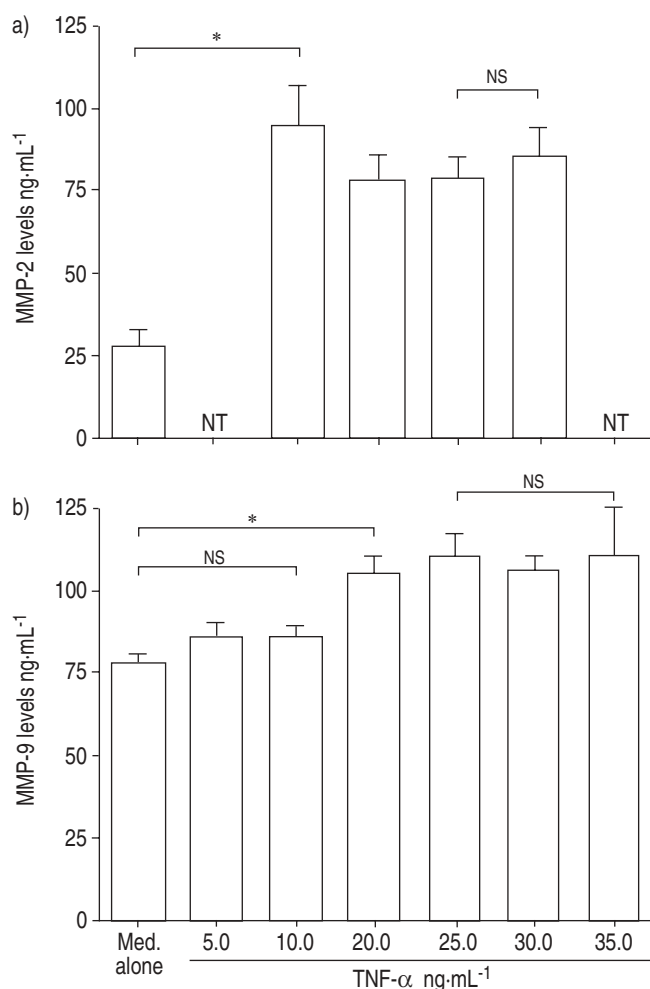 a)
125
*
NS
100
75
50
25
0
NT
NT
MMP-2 levels ng·mL-1
b)
125
NS
*
NS
100
75
50
25
0
MMP-9 levels ng·mL-1
Med. alone 5.0 10.0 20.0 25.0 30.0 35.0
TNF-α ng·mL-1